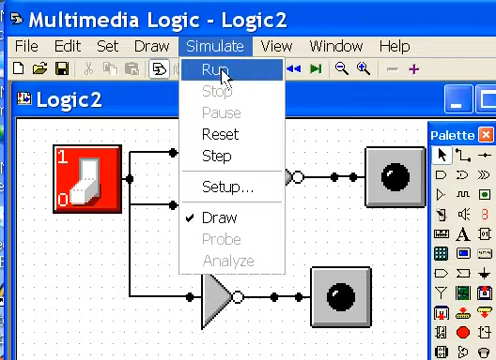 Multimedia Logic - Logic2
File Edit Set Draw Simulate View Window Help
Run
Stop
Pause
Reset
Step
Setup...
Draw
Probe
Analyze
Logic2
1
0
Palette
A
8